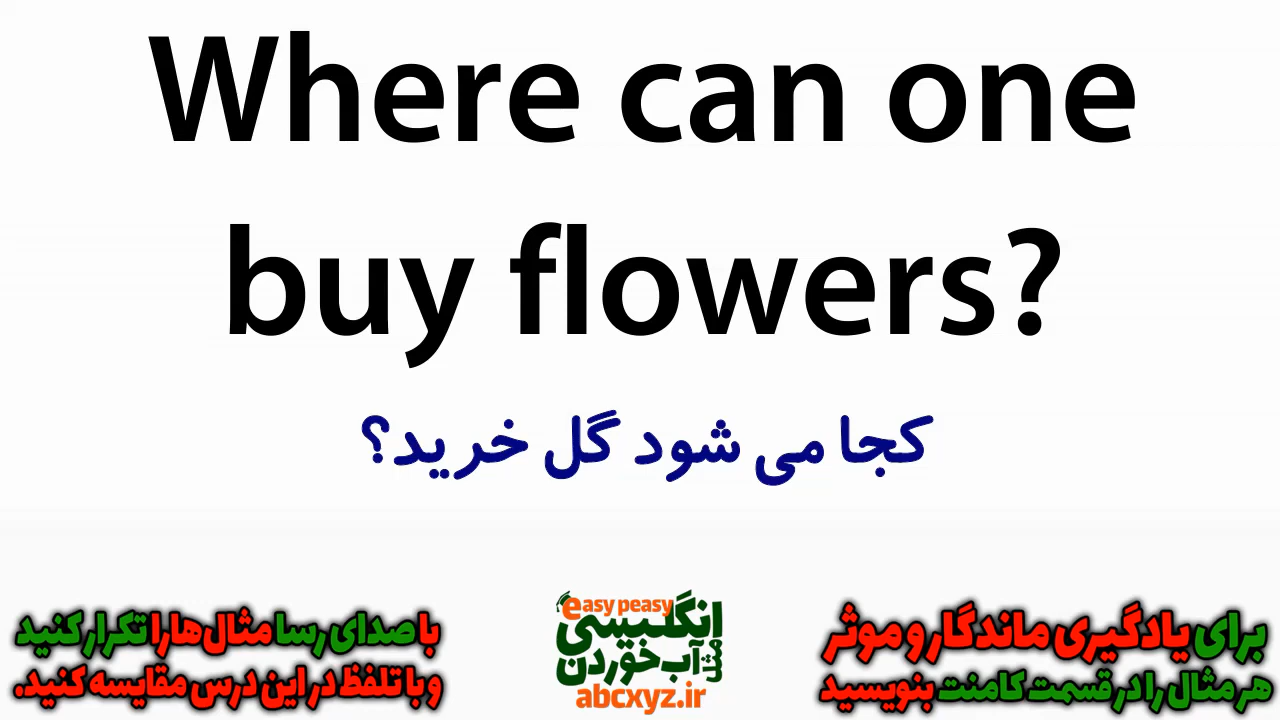 Where can one
buy flowers?
کجا می شود گل خرید؟
برای یادگیری ماندگار و موثر
هر مثال را در قسمت کامنت بنویسید
easy peasy
انگلیسی
مثل آب خوردن
abcxyz.ir
با صدای رسا مثال‌ها را تکرار کنید
و با تلفظ در این درس مقایسه کنید.